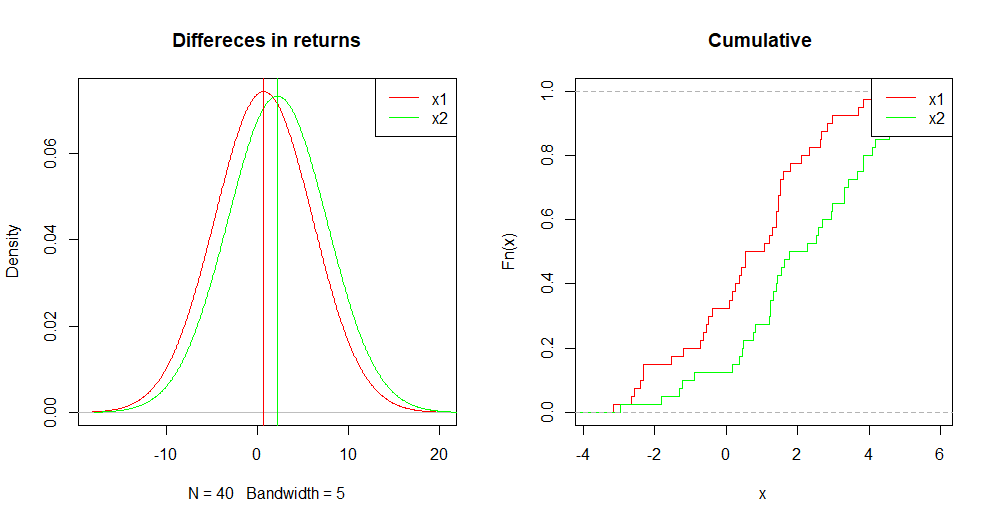 Differeces in returns
x1
x2
Density
0.00
0.02
0.04
0.06
-10
0
10
20
N = 40 Bandwidth = 5
Cumulative
x1
x2
Fn(x)
0.0
0.2
0.4
0.6
0.8
1.0
-4
-2
0
2
4
6
x